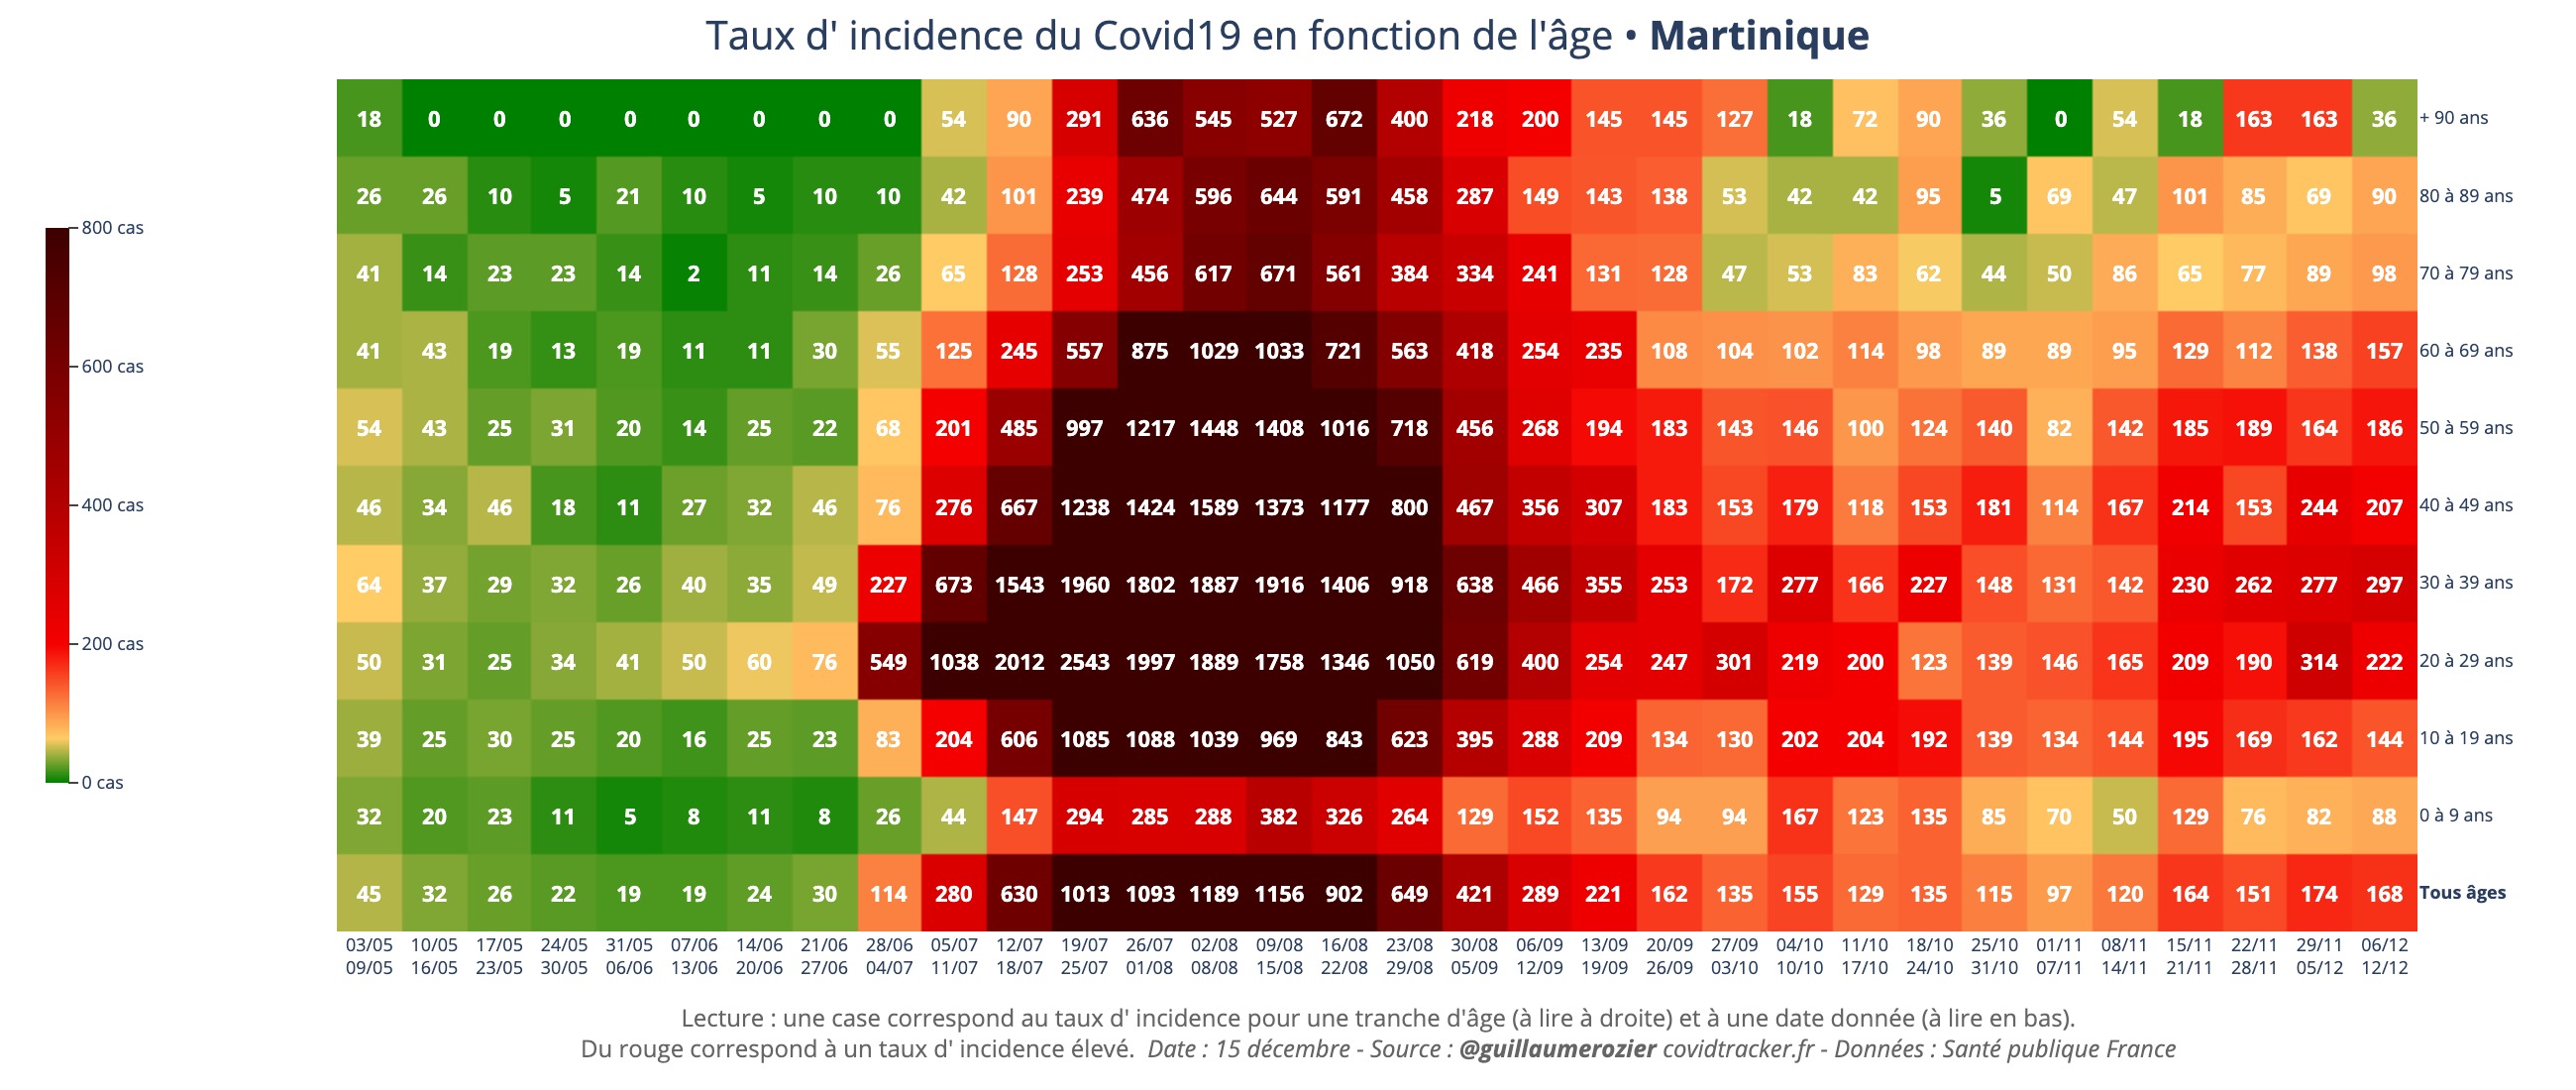 Taux d' incidence du Covid19 en fonction de l'âge • Martinique
18 0 0 0 0 0 0 0 0 54 90 291 636 545 527 672 400 218 200 145 145 127 18 72 90 36 0 54 18 163 163 36 + 90 ans
26 26 10 5 21 10 5 10 10 42 101 239 474 596 644 591 458 287 149 143 138 53 42 42 95 5 69 47 101 85 69 90 80 à 89 ans
800 cas
41 14 23 23 14 2 11 14 26 65 128 253 456 617 671 561 384 334 241 131 128 47 53 83 62 44 50 86 65 77 89 98 70 à 79 ans
41 43 19 13 19 11 11 30 55 125 245 557 875 1029 1033 721 563 418 254 235 108 104 102 114 98 89 89 95 129 112 138 157 60 à 69 ans
600 cas
54 43 25 31 20 14 25 22 68 201 485 997 1217 1448 1408 1016 718 456 268 194 183 143 146 100 124 140 82 142 185 189 164 186 50 à 59 ans
400 cas
46 34 46 18 11 27 32 46 76 276 667 1238 1424 1589 1373 1177 800 467 356 307 183 153 179 118 153 181 114 167 214 153 244 207 40 à 49 ans
64 37 29 32 26 40 35 49 227 673 1543 1960 1802 1887 1916 1406 918 638 466 355 253 172 277 166 227 148 131 142 230 262 277 297 30 à 39 ans
200 cas
50 31 25 34 41 50 60 76 549 1038 2012 2543 1997 1889 1758 1346 1050 619 400 254 247 301 219 200 123 139 146 165 209 190 314 222 20 à 29 ans
39 25 30 25 20 16 25 23 83 204 606 1085 1088 1039 969 843 623 395 288 209 134 130 202 204 192 139 134 144 195 169 162 144 10 à 19 ans
0 cas
32 20 23 11 5 8 11 8 26 44 147 294 285 288 382 326 264 129 152 135 94 94 167 123 135 85 70 50 129 76 82 88 0 à 9 ans
45 32 26 22 19 19 24 30 114 280 630 1013 1093 1189 1156 902 649 421 289 221 162 135 155 129 135 115 97 120 164 151 174 168 Tous âges
03/05 10/05 17/05 24/05 31/05 07/06 14/06 21/06 28/06 05/07 12/07 19/07 26/07 02/08 09/08 16/08 23/08 30/08 06/09 13/09 20/09 27/09 04/10 11/10 18/10 25/10 01/11 08/11 15/11 22/11 29/11 06/12
09/05 16/05 23/05 30/05 06/06 13/06 20/06 27/06 04/07 11/07 18/07 25/07 01/08 08/08 15/08 22/08 29/08 05/09 12/09 19/09 26/09 03/10 10/10 17/10 24/10 31/10 07/11 14/11 21/11 28/11 05/12 12/12
Lecture : une case correspond au taux d' incidence pour une tranche d'âge (à lire à droite) et à une date donnée (à lire en bas).
Du rouge correspond à un taux d' incidence élevé. Date : 15 décembre - Source : @guillaumerozier covidtracker.fr - Données : Santé publique France